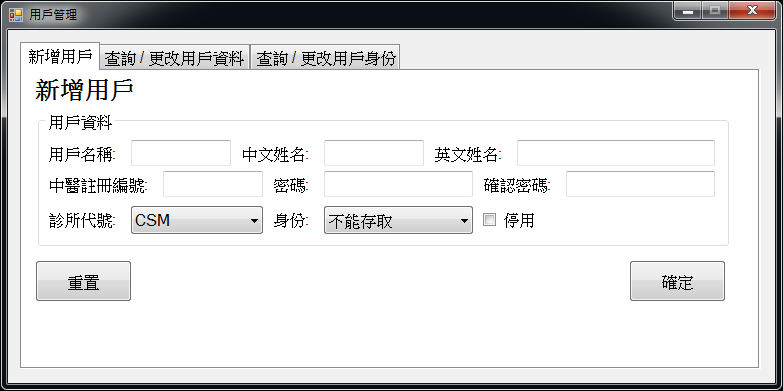 用戶管理
新增用戶 查詢 / 更改用戶資料 查詢 / 更改用戶身份
新增用戶
用戶資料
用戶名稱: 中文姓名: 英文姓名:
中醫註冊編號: 密碼: 確認密碼:
診所代號: CSM 身份: 不能存取 停用
重置 確定